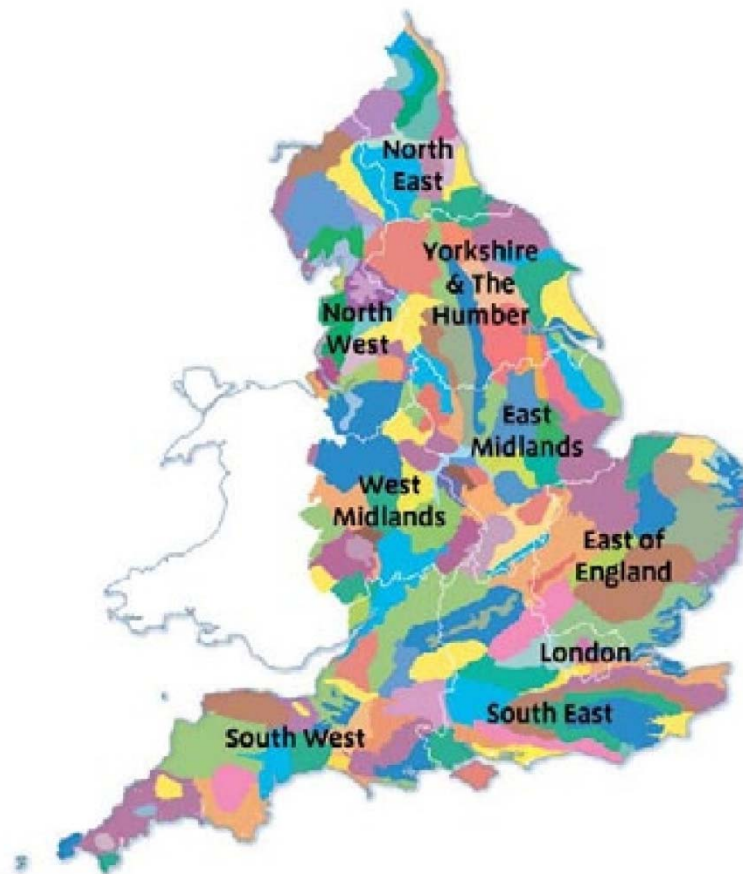 North
East
Yorkshire
& The
Humber
North
West
East
Midlands
West
Midlands
East of
England
London
South East
South West